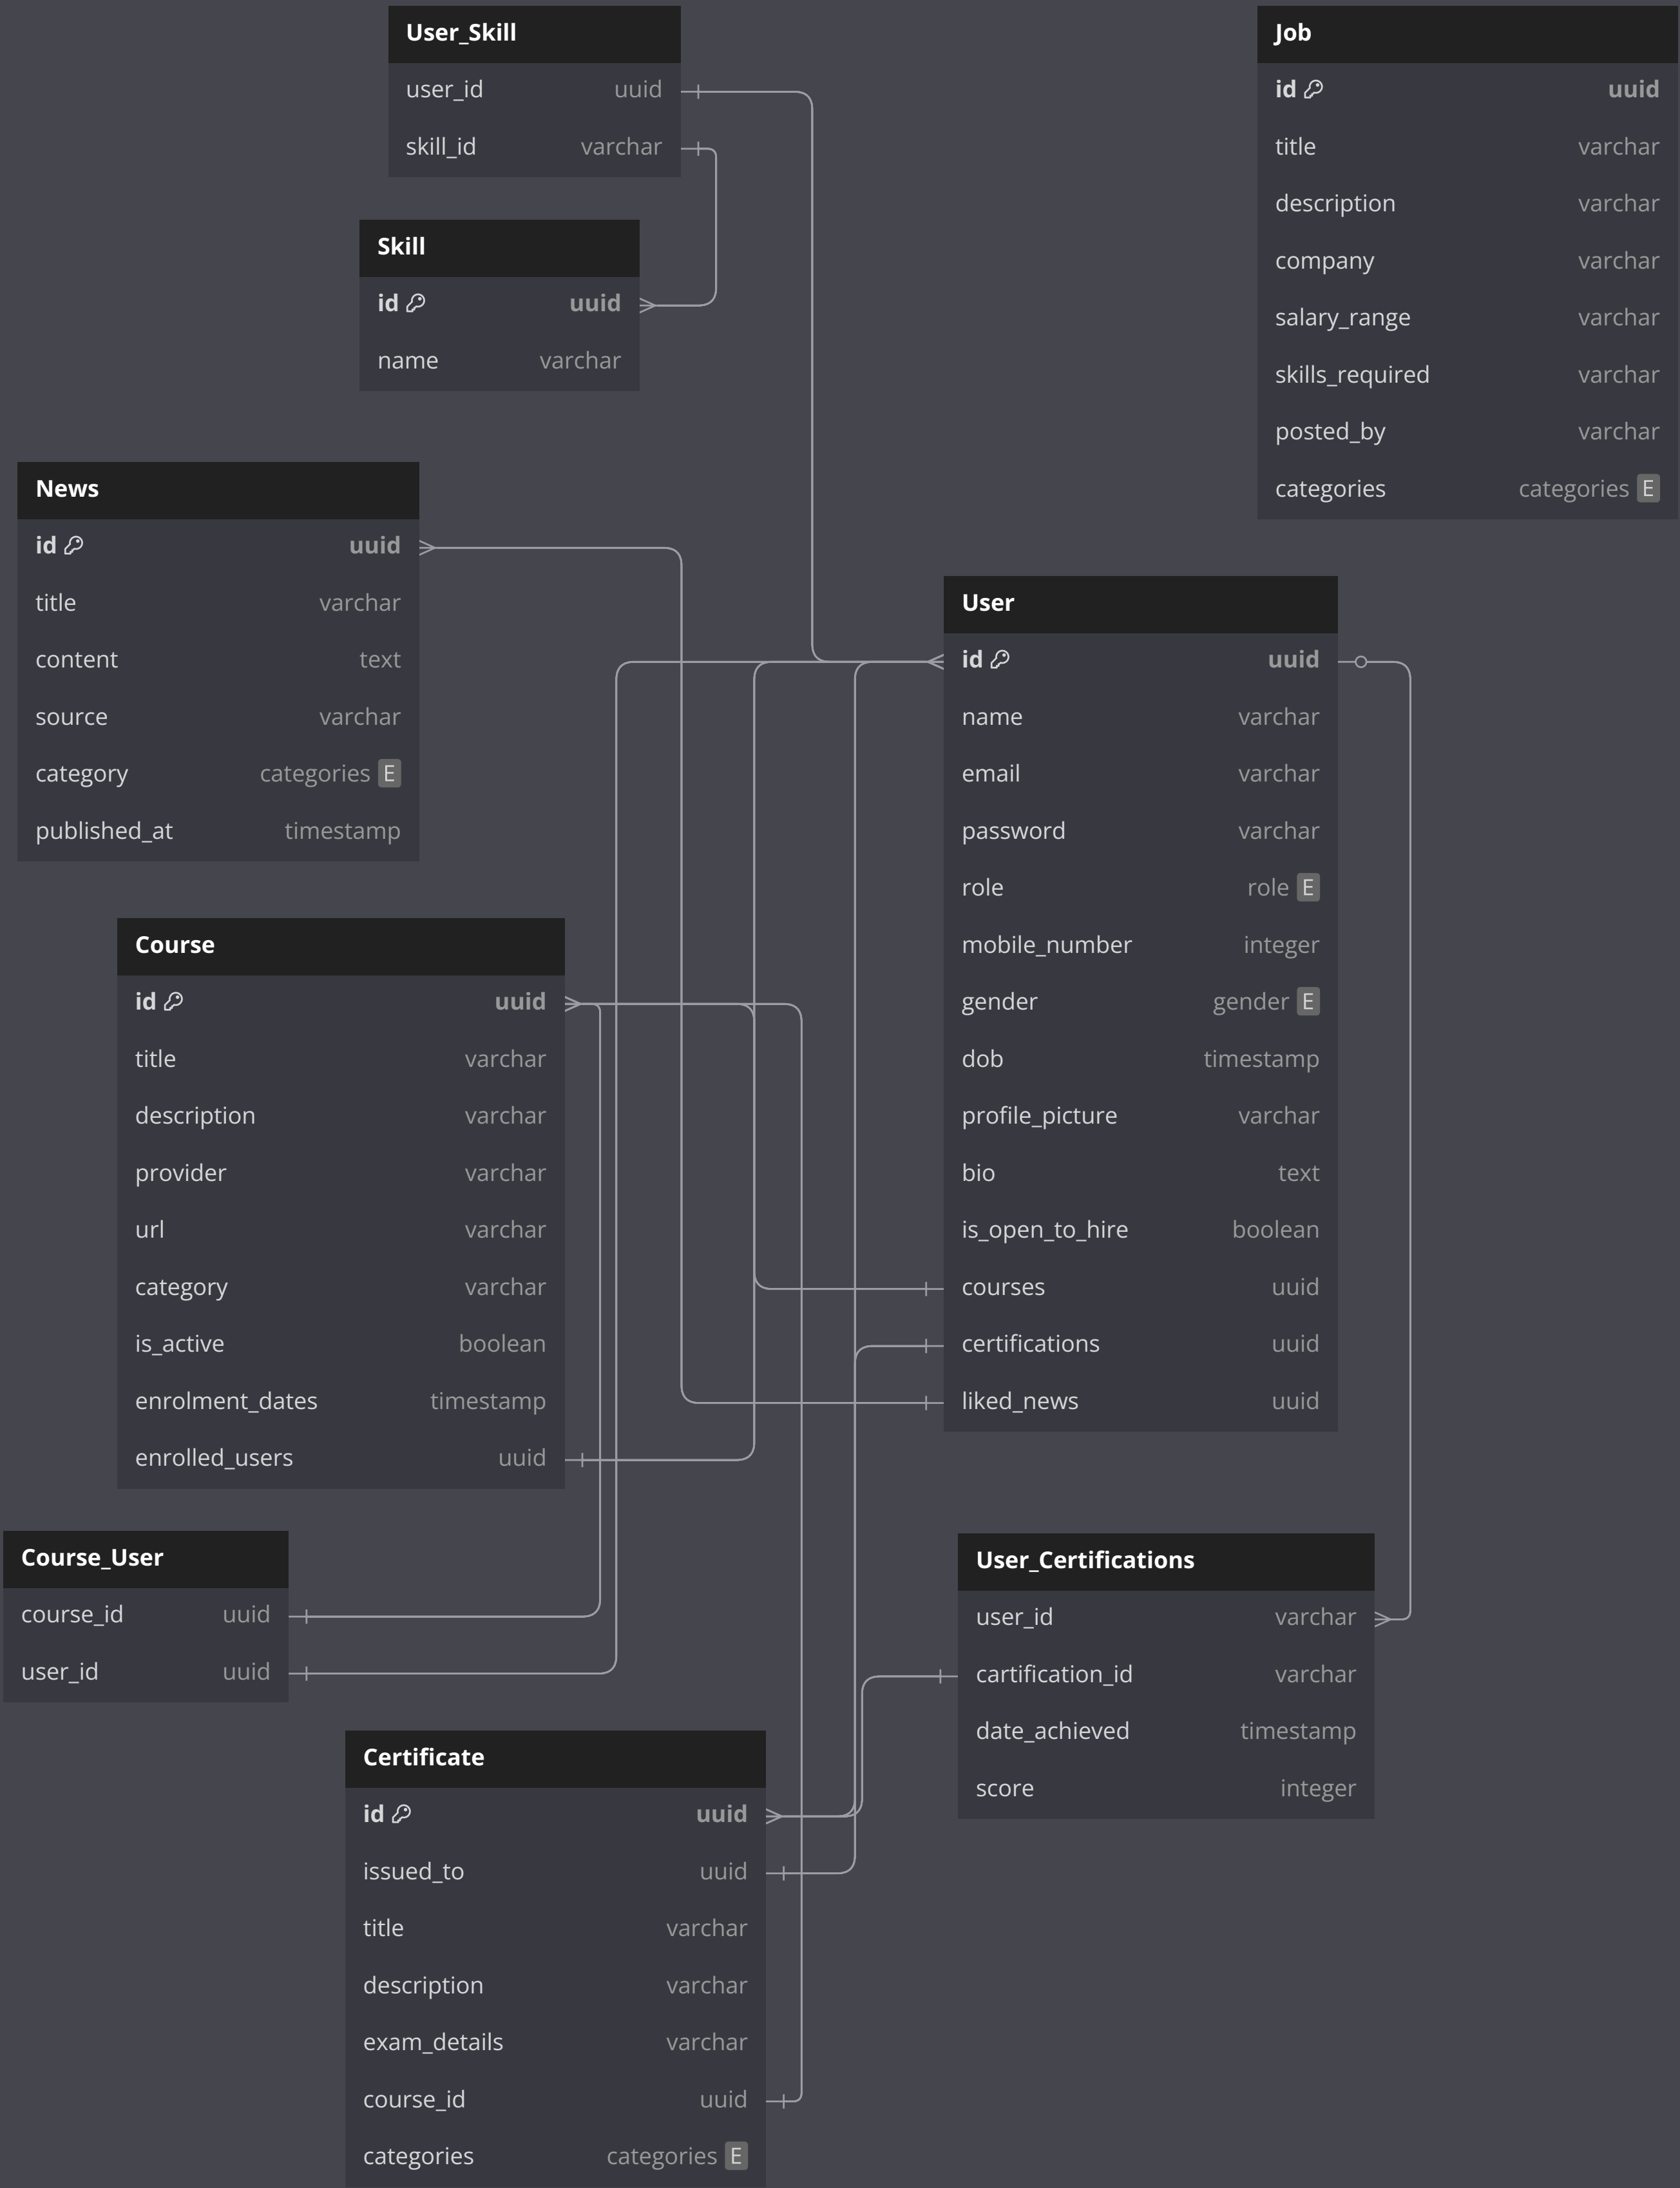 User_Skill
user_id uuid
skill_id varchar
Skill
id uuid
name varchar
Job
id uuid
title varchar
description varchar
company varchar
salary_range varchar
skills_required varchar
posted_by varchar
categories categories E
News
id uuid
title varchar
content text
source varchar
category categories E
published_at timestamp
User
id uuid
name varchar
email varchar
password varchar
role role E
mobile_number integer
gender gender E
dob timestamp
profile_picture varchar
bio text
is_open_to_hire boolean
courses uuid
certifications uuid
liked_news uuid
Course
id uuid
title varchar
description varchar
provider varchar
url varchar
category varchar
is_active boolean
enrolment_dates timestamp
enrolled_users uuid
Course_User
course_id uuid
user_id uuid
User_Certifications
user_id varchar
cartification_id varchar
date_achieved timestamp
score integer
Certificate
id uuid
issued_to uuid
title varchar
description varchar
exam_details varchar
course_id uuid
categories categories E